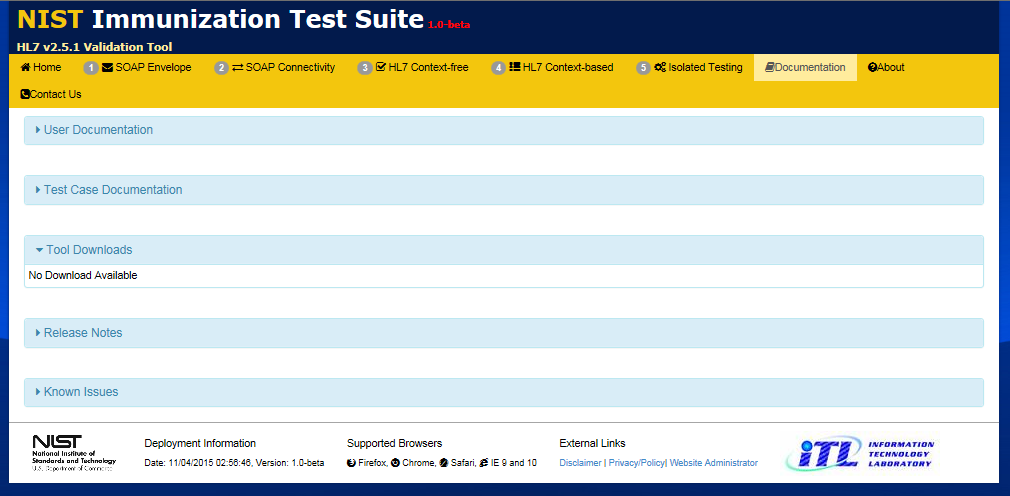 NIST Immunization Test Suite 1.0-beta
HL7 v2.5.1 Validation Tool
Home 1 SOAP Envelope 2 SOAP Connectivity 3 HL7 Context-free 4 HL7 Context-based 5 Isolated Testing Documentation About
Contact Us
User Documentation
Test Case Documentation
Tool Downloads
No Download Available
Release Notes
Known Issues
NIST
National Institute of
Standards and Technology
U.S. Department of Commerce
Deployment Information
Date: 11/04/2015 02:56:46, Version: 1.0-beta
Supported Browsers
Firefox, Chrome, Safari, IE 9 and 10
External Links
Disclaimer | Privacy/Policy| Website Administrator
ITL INFORMATION
TECHNOLOGY
LABORATORY